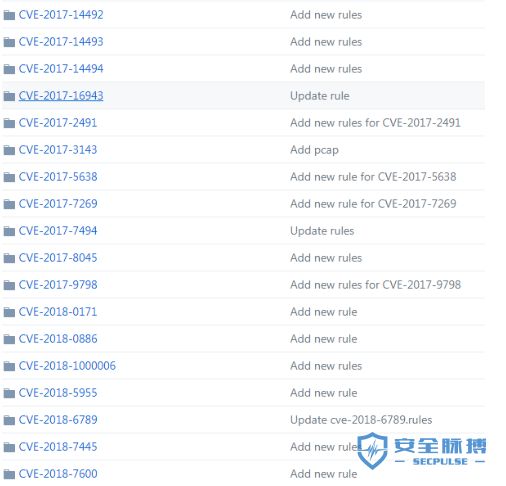 CVE-2017-14492 Add new rules
CVE-2017-14493 Add new rules
CVE-2017-14494 Add new rules
CVE-2017-16943 Update rule
CVE-2017-2491 Add new rules for CVE-2017-2491
CVE-2017-3143 Add pcap
CVE-2017-5638 Add new rule for CVE-2017-5638
CVE-2017-7269 Add new rule for CVE-2017-7269
CVE-2017-7494 Update rules
CVE-2017-8045 Add new rules
CVE-2017-9798 Add new rules for CVE-2017-9798
CVE-2018-0171 Add new rule
CVE-2018-0886 Add new rule
CVE-2018-1000006 Add new rules
CVE-2018-5955 Add new rule
CVE-2018-6789 Update cve-2018-6789.rules
CVE-2018-7445 Add new rule
CVE-2018-7600 Add new rule
安全脉搏
SECPULSE